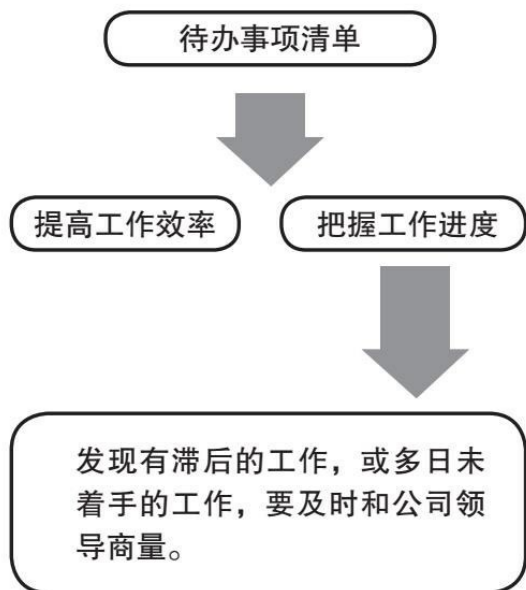 待办事项清单
提高工作效率
把握工作进度
发现有滞后的工作，或多日未
着手的工作，要及时和公司领
导商量。